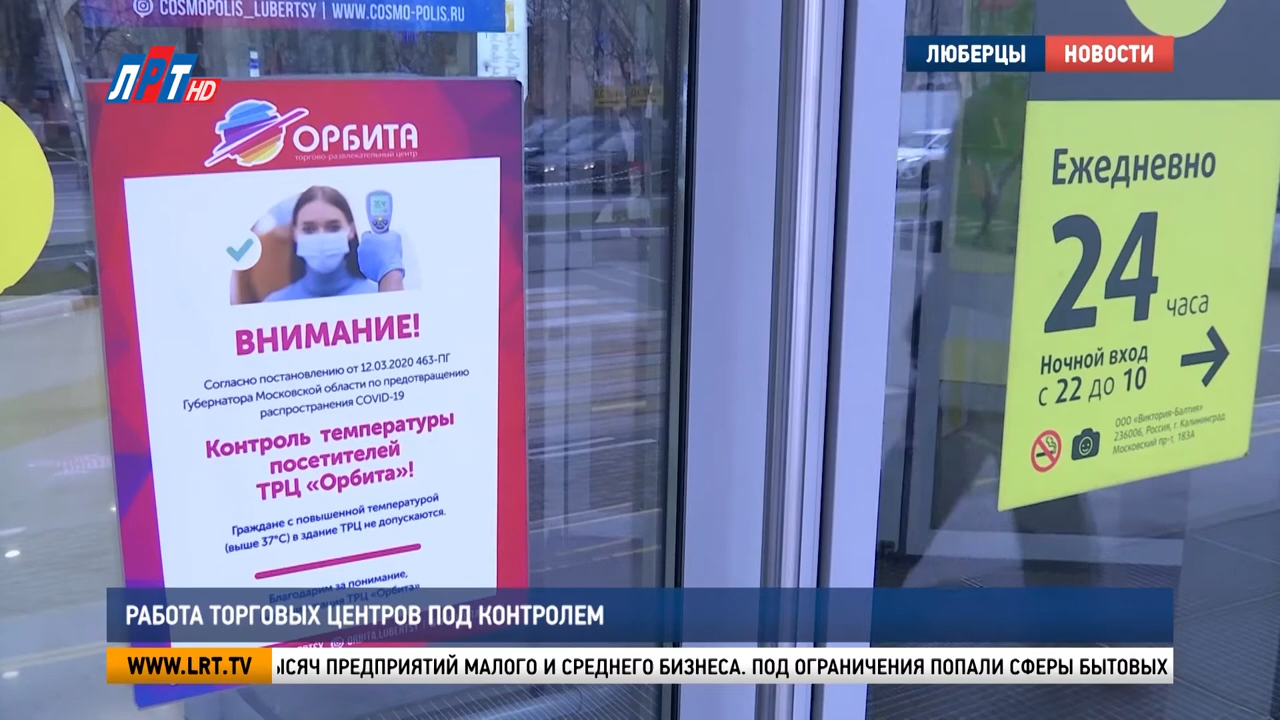 COSMOPOLIS_LUBERTSY | WWW.COSMO-POLIS.RU
ЛРТ HD
ЛЮБЕРЦЫ НОВОСТИ
ОРБИТА
торгово-развлекательный центр
ВНИМАНИЕ!
Согласно постановлению от 12.03.2020 463-ПГ
Губернатора Московской области по предотвращению
распространения COVID-19
Контроль температуры
посетителей
ТРЦ «Орбита»!
Граждане с повышенной температурой
(выше 37°C) в здание ТРЦ не допускаются.
Благодарим за понимание,
ТРЦ «Орбита»
Ежедневно
24
часа
Ночной вход
с 22 до 10
ООО «Виктория-Балтия»
236006, Россия, г. Калининград
Московский пр-т, 183А
РАБОТА ТОРГОВЫХ ЦЕНТРОВ ПОД КОНТРОЛЕМ
WWW.LRT.TV
ЫСЯЧ ПРЕДПРИЯТИЙ МАЛОГО И СРЕДНЕГО БИЗНЕСА. ПОД ОГРАНИЧЕНИЯ ПОПАЛИ СФЕРЫ БЫТОВЫХ